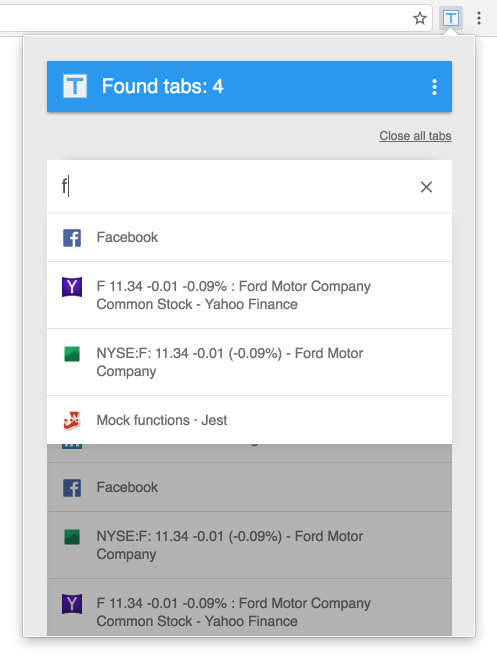 T
T Found tabs: 4
Close all tabs
f
Facebook
F 11.34 -0.01 -0.09% : Ford Motor Company
Common Stock - Yahoo Finance
NYSE:F: 11.34 -0.01 (-0.09%) - Ford Motor
Company
Mock functions · Jest
Facebook
NYSE:F: 11.34 -0.01 (-0.09%) - Ford Motor
Company
F 11.34 -0.01 -0.09% : Ford Motor Company
Common Stock - Yahoo Finance